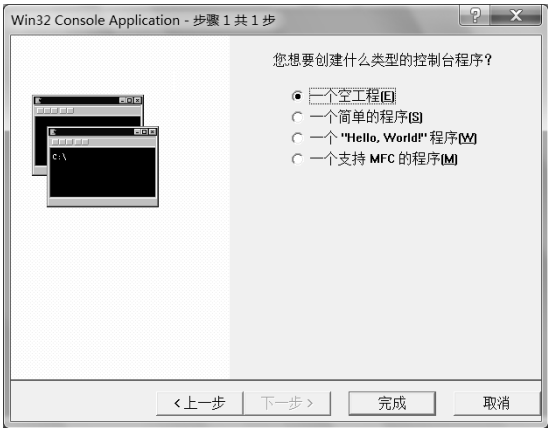 Win32 Console Application - 步骤 1 共 1 步
您想要创建什么类型的控制台程序?
一个空工程[E]
一个简单的程序[S]
一个 "Hello, World!" 程序[W]
一个支持 MFC 的程序[M]
C:\
<上一步
下一步>
完成
取消